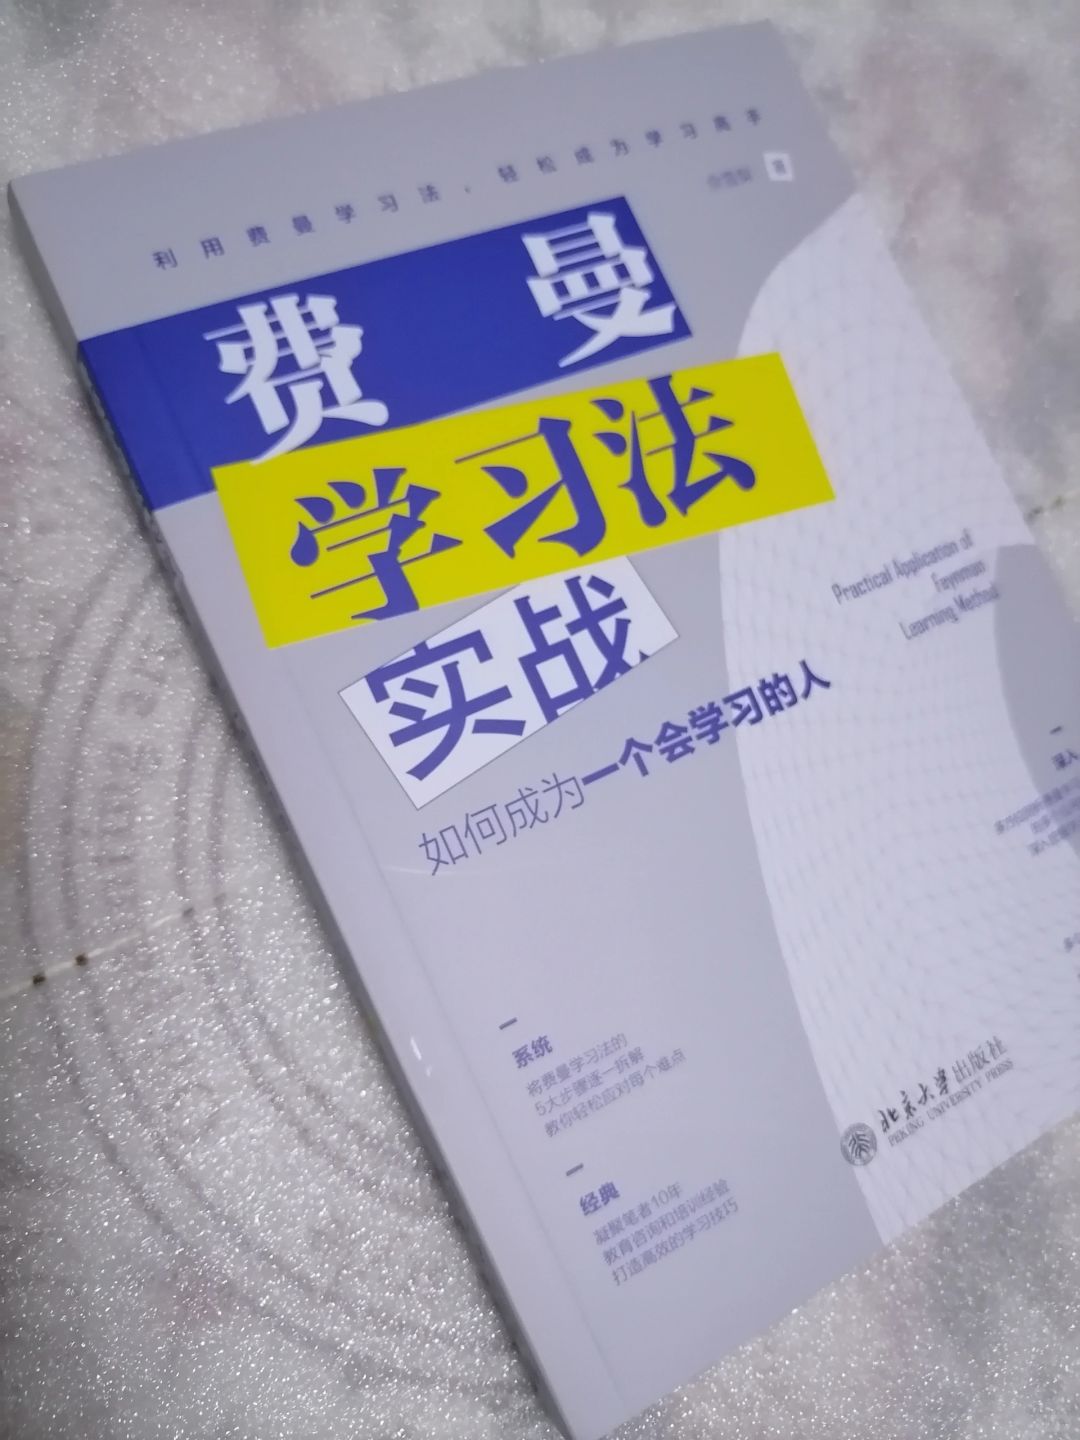 利用费曼学习法，轻松成为学习高手
著
费曼
学习法
实战
如何成为一个会学习的人
Practical Application of
Feynman
Learning Method
系统
将费曼学习法的
5大步骤逐一拆解
教你轻松应对每个难点
经典
凝聚笔者10年
教育咨询和培训经验
打造高效的学习技巧
深入
北京大学出版社
PEKING UNIVERSITY PRESS